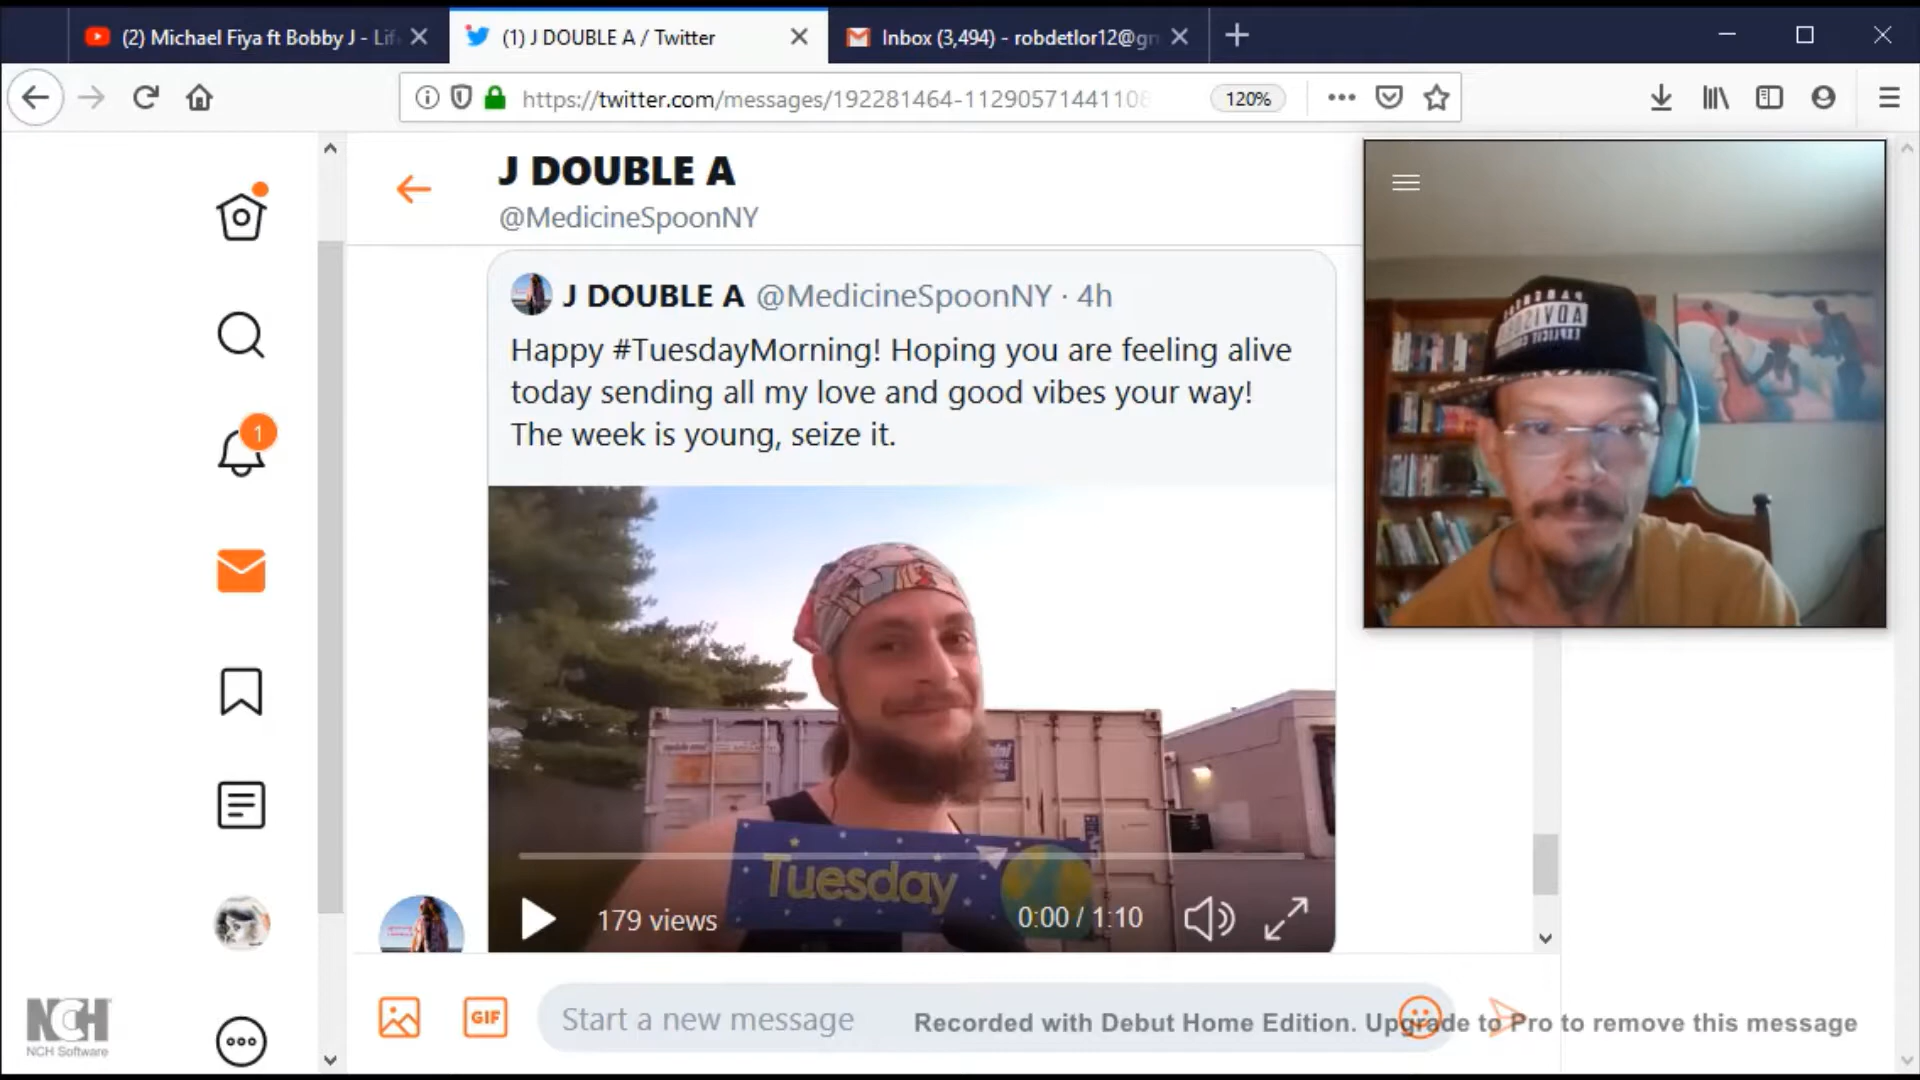 (2) Michael Fiya ft Bobby J - Lif
(1) J DOUBLE A / Twitter
Inbox (3,494) - robdetlor12@gm
https://twitter.com/messages/192281464-1129057144110
120%
J DOUBLE A
@MedicineSpoonNY
J DOUBLE A @MedicineSpoonNY · 4h
Happy #TuesdayMorning! Hoping you are feeling alive
today sending all my love and good vibes your way!
The week is young, seize it.
1
Tuesday
179 views
0:00 / 1:10
GIF
Start a new message
Recorded with Debut Home Edition. Upgrade to Pro to remove this message
NCH
NCH Software